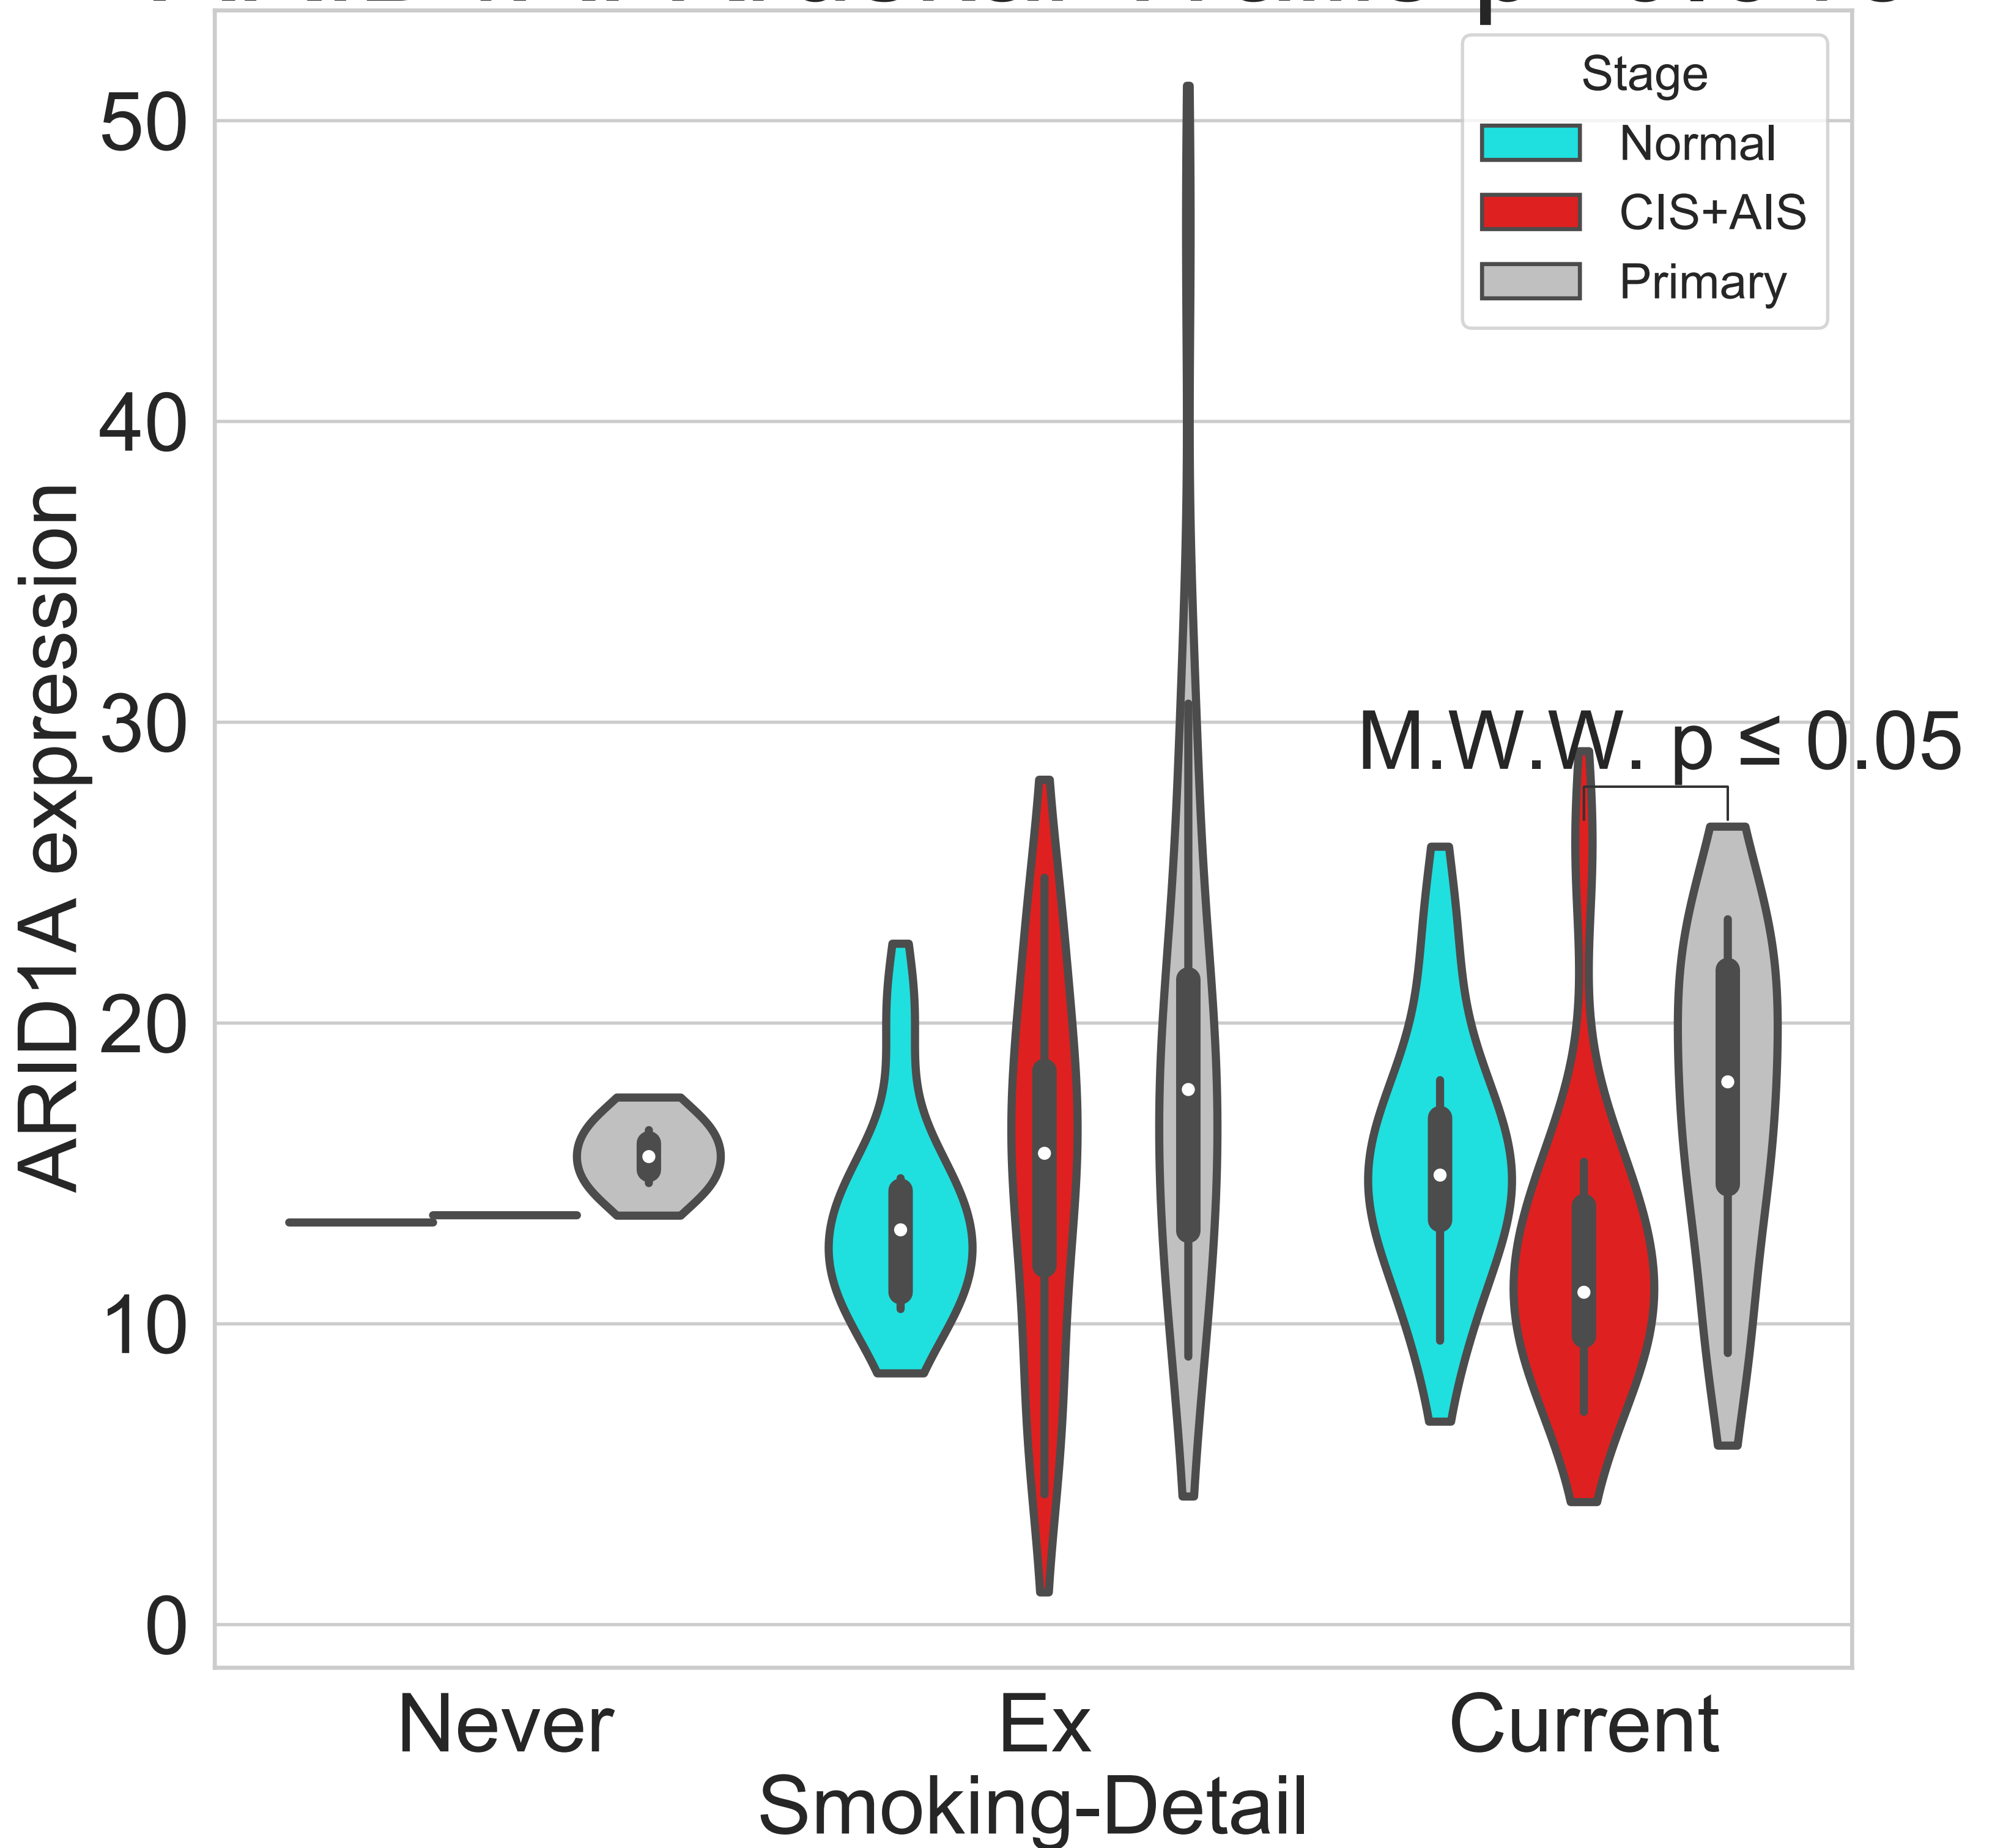 Stage
Normal
CIS+AIS
Primary
50
40
30
20
10
0
ARID1A expression
M.W.W. p ≤ 0.05
Never
Ex
Current
Smoking-Detail